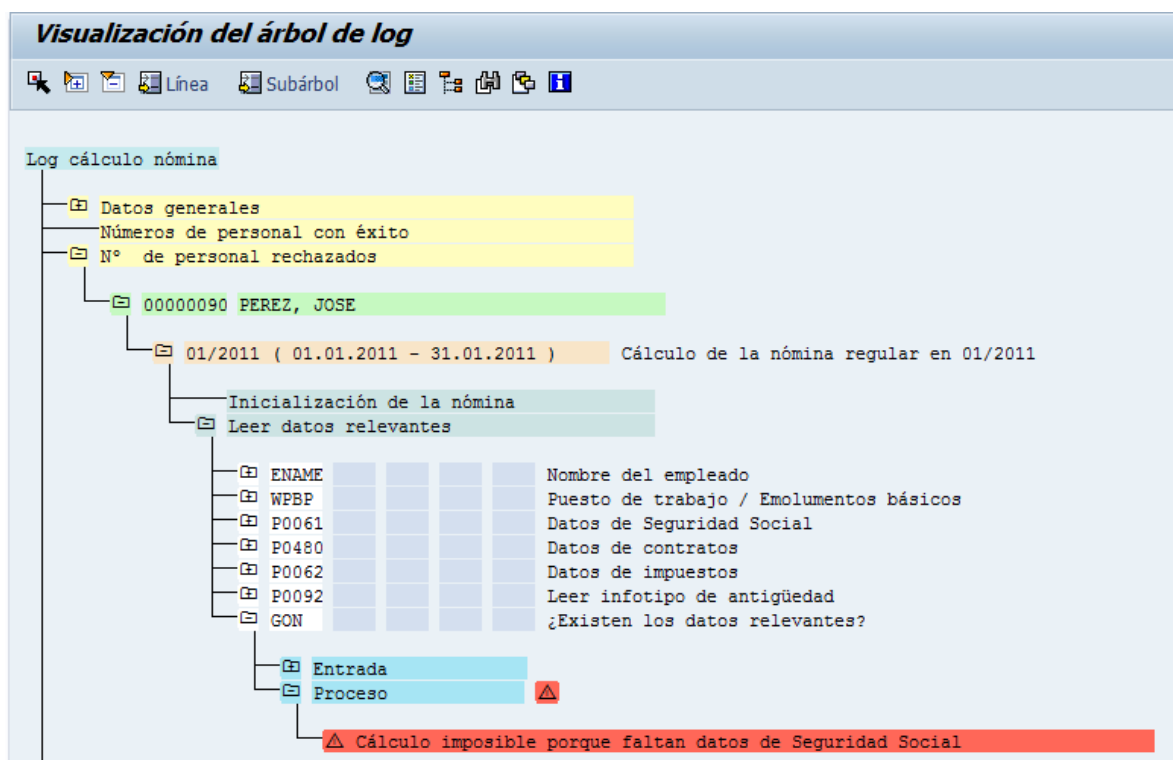 Visualización del árbol de log
Línea Subárbol
Log cálculo nómina
Datos generales
Números de personal con éxito
Nº de personal rechazados
00000090 PEREZ, JOSE
01/2011 ( 01.01.2011 - 31.01.2011 ) Cálculo de la nómina regular en 01/2011
Inicialización de la nómina
Leer datos relevantes
ENAME Nombre del empleado
WPBP Puesto de trabajo / Emolumentos básicos
P0061 Datos de Seguridad Social
P0480 Datos de contratos
P0062 Datos de impuestos
P0092 Leer infotipo de antigüedad
GON ¿Existen los datos relevantes?
Entrada
Proceso
Cálculo imposible porque faltan datos de Seguridad Social